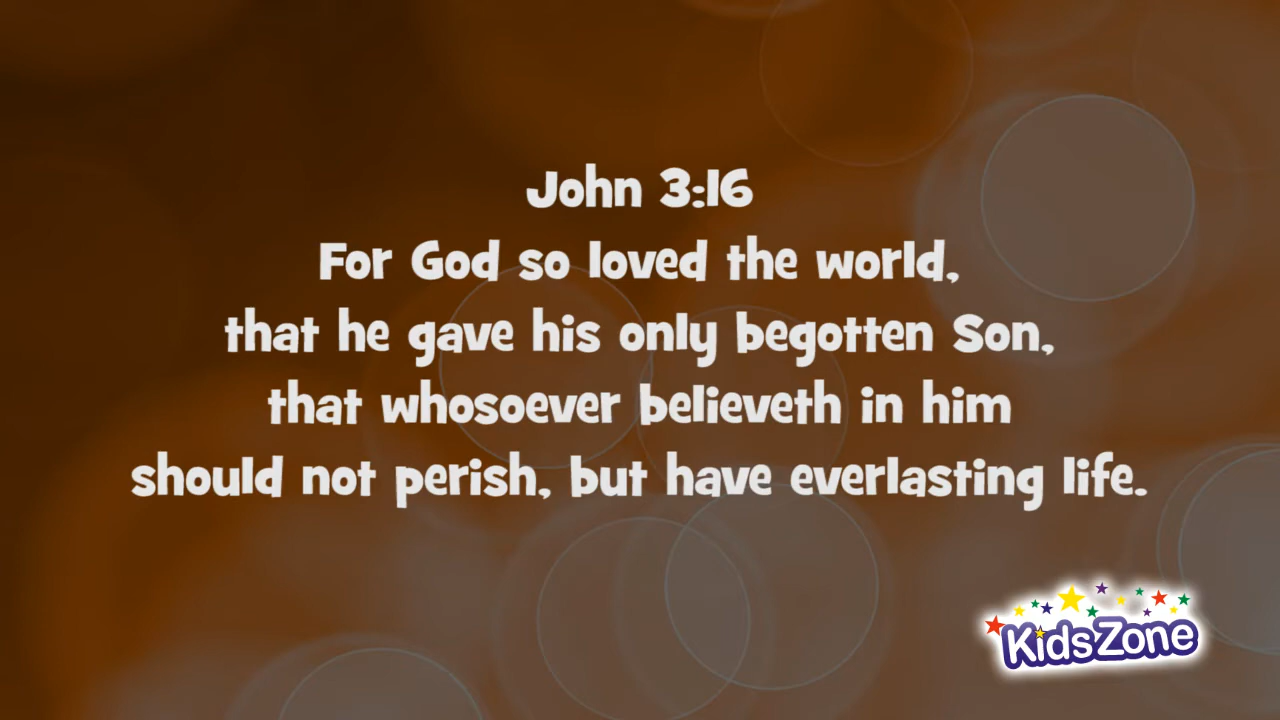 John 3:16
For God so loved the world,
that he gave his only begotten Son,
that whosoever believeth in him
should not perish, but have everlasting life.
KidsZone